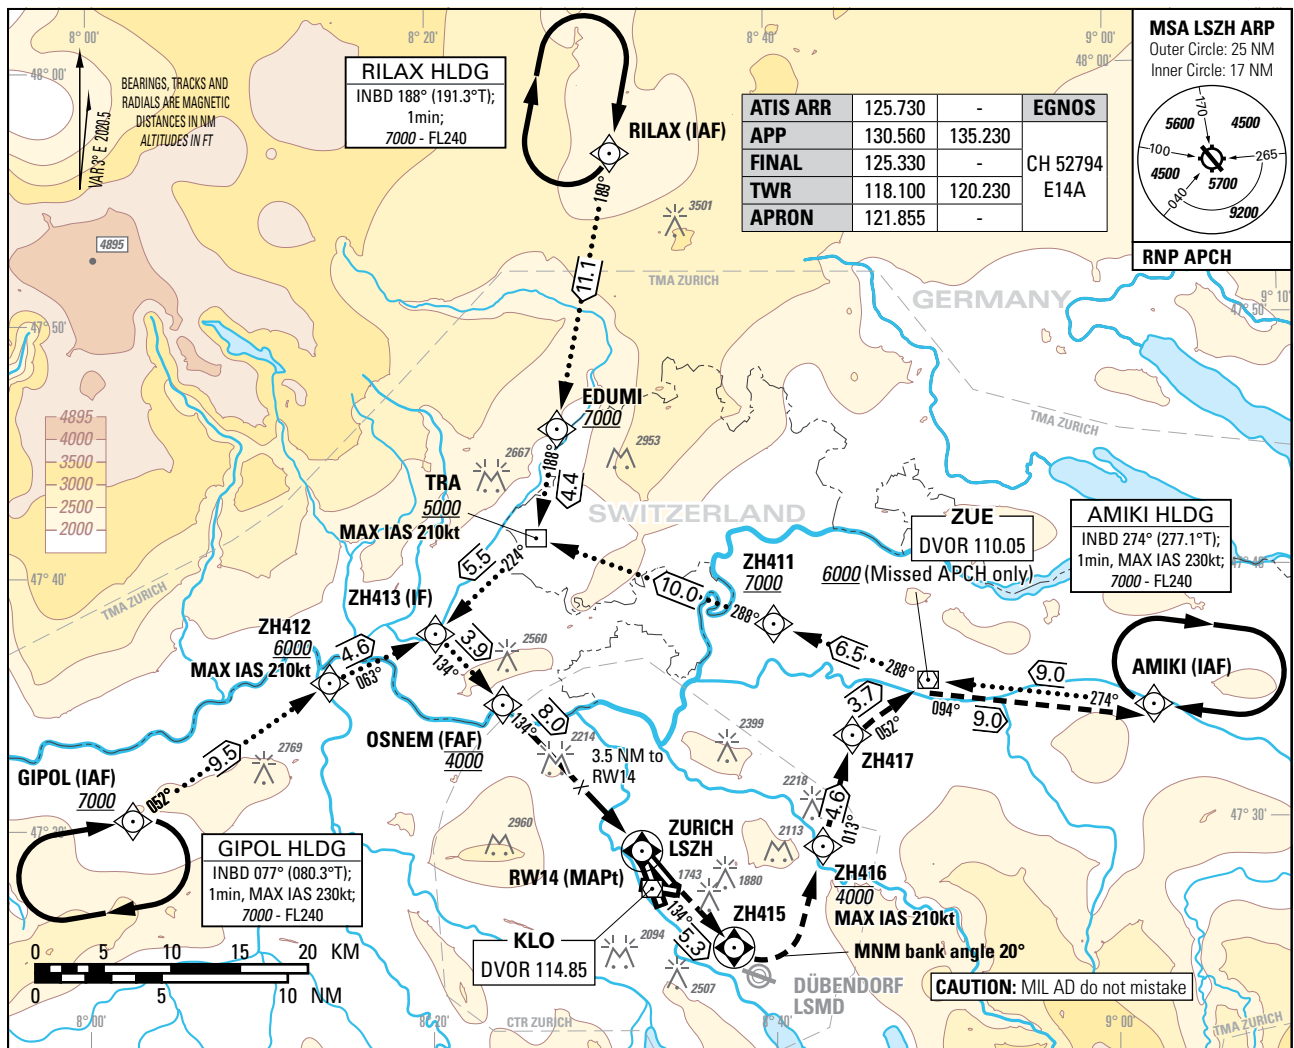 8° 00'
8° 20'
8° 40'
9° 00'
48° 00'
48° 00'
VAR 3° E 2020.5
BEARINGS, TRACKS AND
RADIALS ARE MAGNETIC
DISTANCES IN NM
ALTITUDES IN FT
RILAX HLDG
INBD 188° (191.3°T);
1min;
7000 - FL240
RILAX (IAF)
189°
11.1
3501
ATIS ARR 125.730 - EGNOS
APP 130.560 135.230
FINAL 125.330 - CH 52794
TWR 118.100 120.230 E14A
APRON 121.855 -
MSA LSZH ARP
Outer Circle: 25 NM
Inner Circle: 17 NM
170
5600
4500
100
265
4500
5700
040
9200
RNP APCH
4895
TMA ZURICH
GERMANY
9° 10'
47° 50'
47° 50'
4895
4000
3500
3000
2500
2000
EDUMI
7000
188°
4.4
2667
2953
TMA ZURICH
TRA
5000
MAX IAS 210kt
SWITZERLAND
ZUE
DVOR 110.05
6000 (Missed APCH only)
AMIKI HLDG
INBD 274° (277.1°T);
1min, MAX IAS 230kt;
7000 - FL240
47° 40'
47° 40'
TMA ZURICH
5.5
224°
ZH411
7000
10.0
288°
ZH413 (IF)
ZH412
6000
MAX IAS 210kt
4.6
063°
3.9
134°
2560
6.5
288°
9.0
274°
AMIKI (IAF)
094°
9.0
3.7
052°
ZH417
OSNEM (FAF)
4000
134°
8.0
2214
3.5 NM to
RW14
2399
2218
9.5
052°
2769
GIPOL (IAF)
7000
47° 30'
47° 30'
GIPOL HLDG
INBD 077° (080.3°T);
1min, MAX IAS 230kt;
7000 - FL240
2960
ZURICH
LSZH
RW14 (MAPt)
1743
1880
2113
4.6
013°
ZH416
4000
MAX IAS 210kt
134°
5.3
ZH415
KLO
DVOR 114.85
2094
2507
MNM bank angle 20°
DÜBENDORF
LSMD
CAUTION: MIL AD do not mistake
0 5 10 15 20 KM
0 5 10 NM
8° 00'
8° 20'
CTR ZURICH
8° 40'
9° 00'
TMA ZURICH